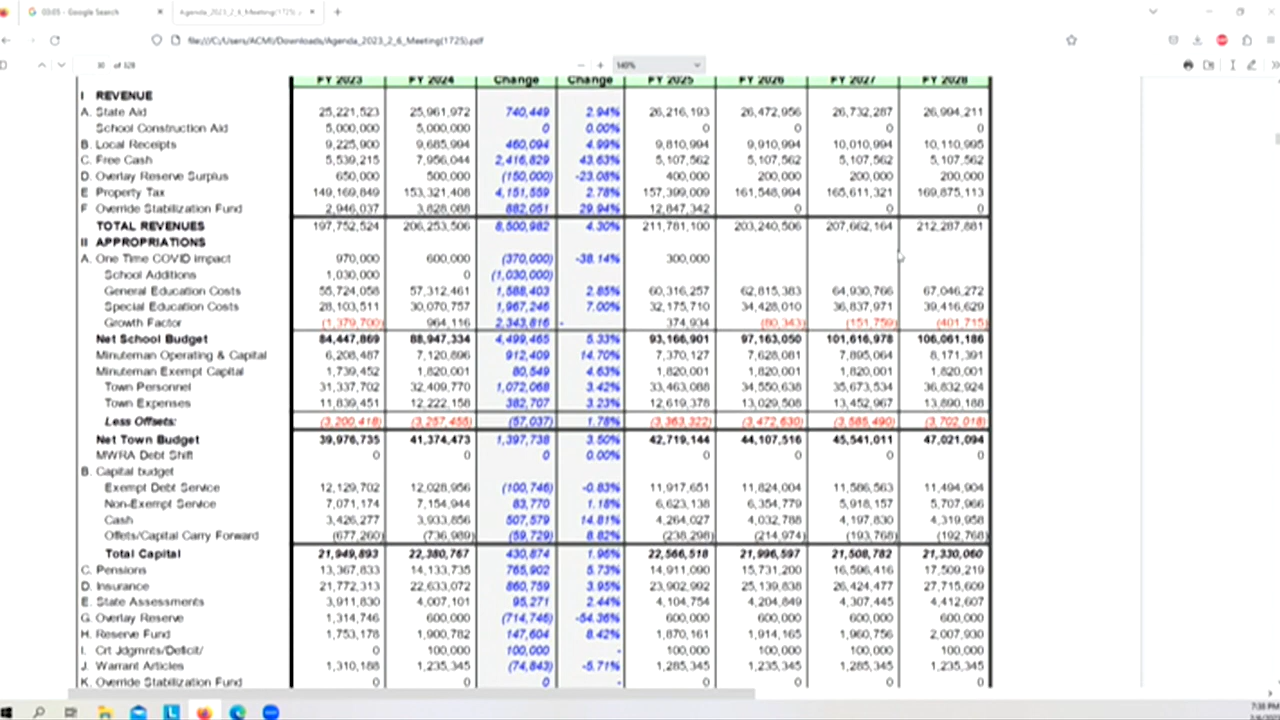 03:05 - Google Search
Agenda_2023_2_6_Meeting(1725).pdf
file:///C:/Users/ACMi/Downloads/Agenda_2023_2_6_Meeting(1725).pdf
30 of 328
140%
FY 2023 FY 2024 Change Change FY 2025 FY 2026 FY 2027 FY 2028
I REVENUE
A. State Aid 25,221,523 25,961,972 740,449 2.94% 26,216,193 26,472,956 26,732,287 26,994,211
School Construction Aid 5,000,000 5,000,000 0 0.00% 0 0 0 0
B. Local Receipts 9,225,900 9,685,994 460,094 4.99% 9,810,994 9,910,994 10,010,994 10,110,995
C. Free Cash 5,539,215 7,956,044 2,416,829 43.63% 5,107,562 5,107,562 5,107,562 5,107,562
D. Overlay Reserve Surplus 650,000 500,000 (150,000) -23.08% 400,000 200,000 200,000 200,000
E Property Tax 149,169,849 153,321,408 4,151,559 2.78% 157,399,009 161,548,994 165,611,321 169,875,113
F Override Stabilization Fund 2,946,037 3,828,088 882,051 29.94% 12,847,342 0 0 0
TOTAL REVENUES 197,752,524 206,253,506 8,500,982 4.30% 211,781,100 203,240,506 207,662,164 212,287,881
II APPROPRIATIONS
A. One Time COVID Impact 970,000 600,000 (370,000) -38.14% 300,000
School Additions 1,030,000 0 (1,030,000)
General Education Costs 55,724,058 57,312,461 1,588,403 2.85% 60,316,257 62,815,383 64,930,766 67,046,272
Special Education Costs 28,103,511 30,070,757 1,967,246 7.00% 32,175,710 34,428,010 36,837,971 39,416,629
Growth Factor (1,379,700) 964,116 2,343,816 - 374,934 (80,343) (151,759) (401,715)
Net School Budget 84,447,869 88,947,334 4,499,465 5.33% 93,166,901 97,163,050 101,616,978 106,061,186
Minuteman Operating & Capital 6,208,487 7,120,896 912,409 14.70% 7,370,127 7,628,081 7,895,064 8,171,391
Minuteman Exempt Capital 1,739,452 1,820,001 80,549 4.63% 1,820,001 1,820,001 1,820,001 1,820,001
Town Personnel 31,337,702 32,409,770 1,072,068 3.42% 33,463,088 34,550,638 35,673,534 36,832,924
Town Expenses 11,839,451 12,222,158 382,707 3.23% 12,619,378 13,029,508 13,452,967 13,890,188
Less Offsets: (3,200,418) (3,257,455) (57,037) 1.78% (3,363,322) (3,472,630) (3,585,490) (3,702,018)
Net Town Budget 39,976,735 41,374,473 1,397,738 3.50% 42,719,144 44,107,516 45,541,011 47,021,094
MWRA Debt Shift 0 0 0 0.00% 0 0 0 0
B. Capital budget
Exempt Debt Service 12,129,702 12,028,956 (100,746) -0.83% 11,917,651 11,824,004 11,586,563 11,494,904
Non-Exempt Service 7,071,174 7,154,944 83,770 1.18% 6,623,138 6,354,779 5,918,157 5,707,966
Cash 3,426,277 3,933,856 507,579 14.81% 4,264,027 4,032,788 4,197,830 4,319,958
Offets/Capital Carry Forward (677,260) (736,989) (59,729) 8.82% (238,298) (214,974) (193,768) (192,768)
Total Capital 21,949,893 22,380,767 430,874 1.96% 22,566,518 21,996,597 21,508,782 21,330,060
C. Pensions 13,367,833 14,133,735 765,902 5.73% 14,911,090 15,731,200 16,596,416 17,509,219
D. Insurance 21,772,313 22,633,072 860,759 3.95% 23,902,992 25,139,838 26,424,477 27,715,609
E. State Assessments 3,911,830 4,007,101 95,271 2.44% 4,104,754 4,204,849 4,307,445 4,412,607
G. Overlay Reserve 1,314,746 600,000 (714,746) -54.36% 600,000 600,000 600,000 600,000
H. Reserve Fund 1,753,178 1,900,782 147,604 8.42% 1,870,161 1,914,165 1,960,756 2,007,930
I. Crt Jdgmnts/Deficit/ 0 100,000 100,000 - 100,000 100,000 100,000 100,000
J. Warrant Articles 1,310,188 1,235,345 (74,843) -5.71% 1,285,345 1,235,345 1,285,345 1,235,345
K. Override Stabilization Fund 0 0 0 - 0 0 0 0
7:38 PM